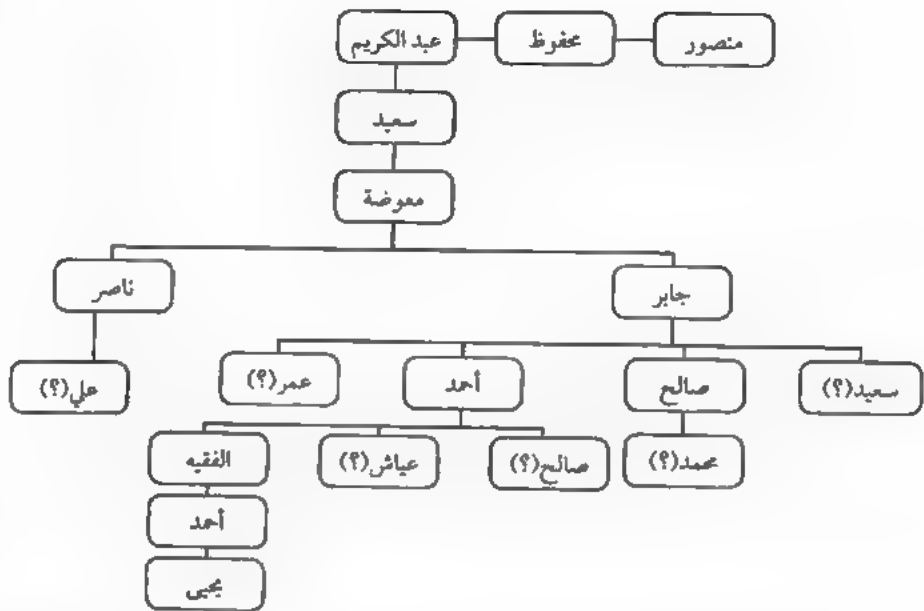 منصور محفوظ عبد الكريم
سعيد
معوضة
جابر ناصر
سعيد(؟) صالح أحمد عمر(؟) علي(؟)
محمد(؟) صالح(؟) عياش(؟) الفقيه
أحمد
يحيى